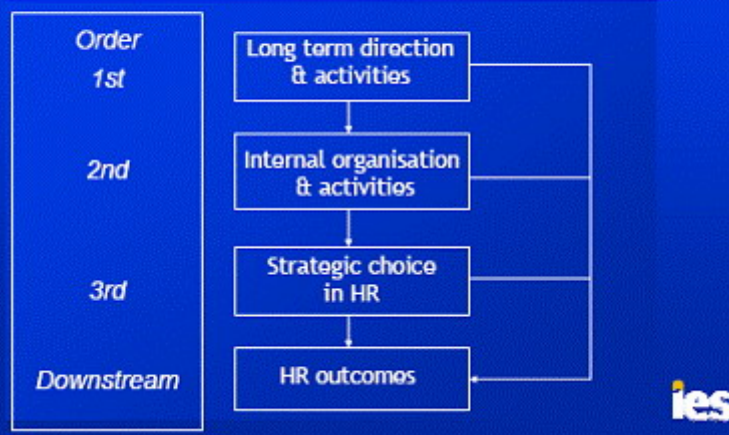 Order
1st
Long term direction
& activities
2nd
Internal organisation
& activities
3rd
Strategic choice
in HR
Downstream
HR outcomes
ies